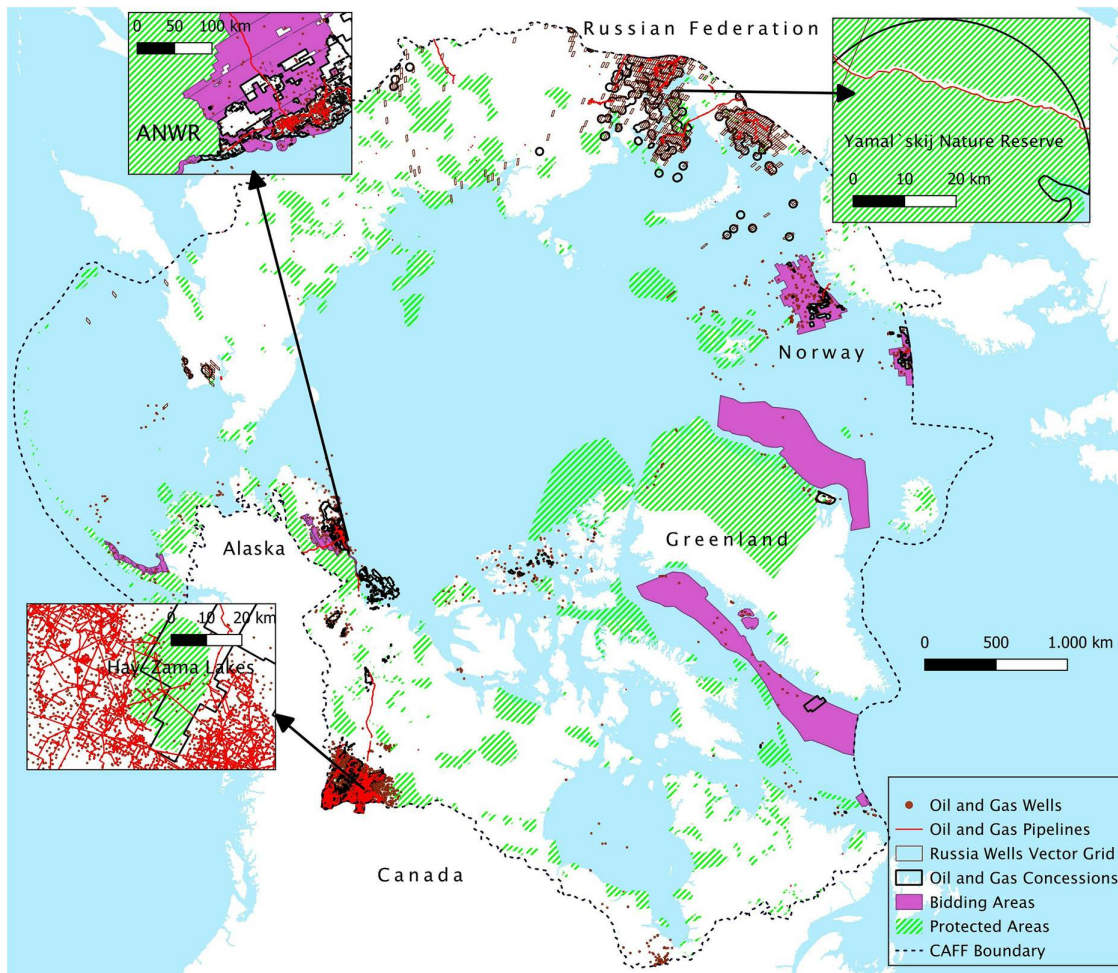 Russian Federation
0 50 100 km
ANWR
Yamal`skij Nature Reserve
0 10 20 km
Norway
Alaska
Greenland
0 10 20 km
Hay-Zama Lakes
0 500 1.000 km
Canada
Oil and Gas Wells
Oil and Gas Pipelines
Russia Wells Vector Grid
Oil and Gas Concessions
Bidding Areas
Protected Areas
CAFF Boundary